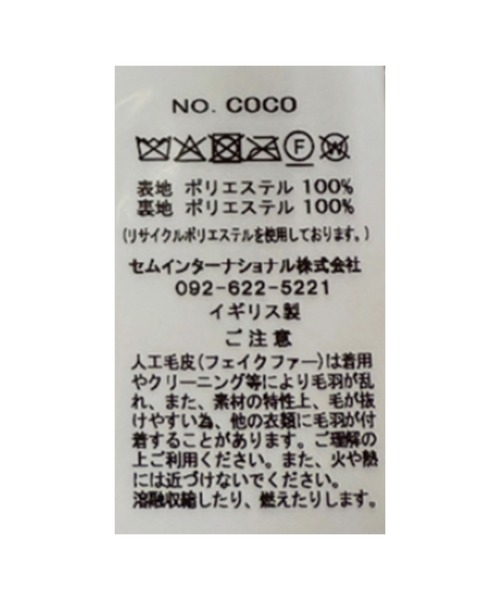 NO. COCO
F W
表地 ポリエステル 100%
裏地 ポリエステル 100%
(リサイクルポリエステルを使用しております。)
セムインターナショナル株式会社
092-622-5221
イギリス製
ご注意
人工毛皮(フェイクファー)は着用
やクリーニング等により毛羽が乱
れ、また、素材の特性上、毛が抜
けやすい為、他の衣類に毛羽が付
着することがあります。ご理解の
上ご利用ください。また、火や熱
には近づけないでください。
溶融収縮したり、燃えたりします。